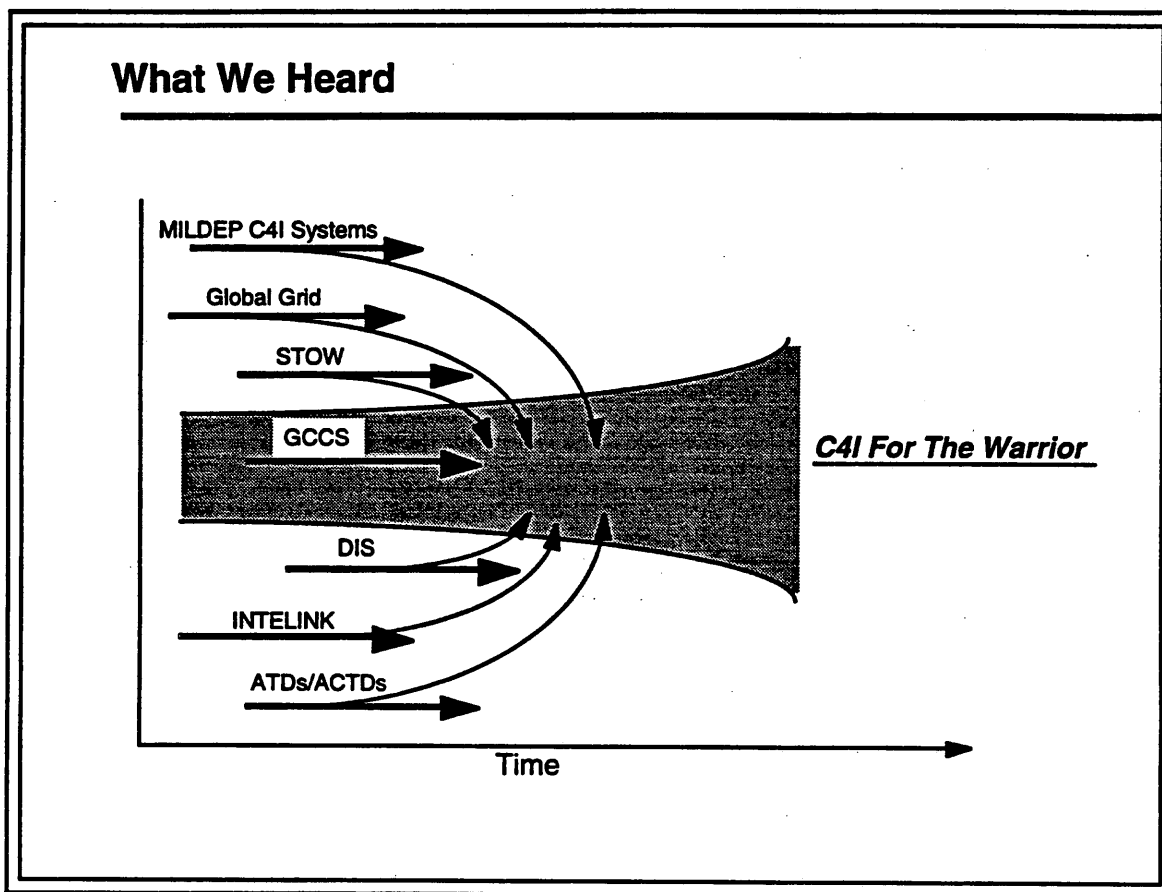 What We Heard
MILDEP C4I Systems
Global Grid
STOW
GCCS
C4I For The Warrior
DIS
INTELINK
ATDs/ACTDs
Time